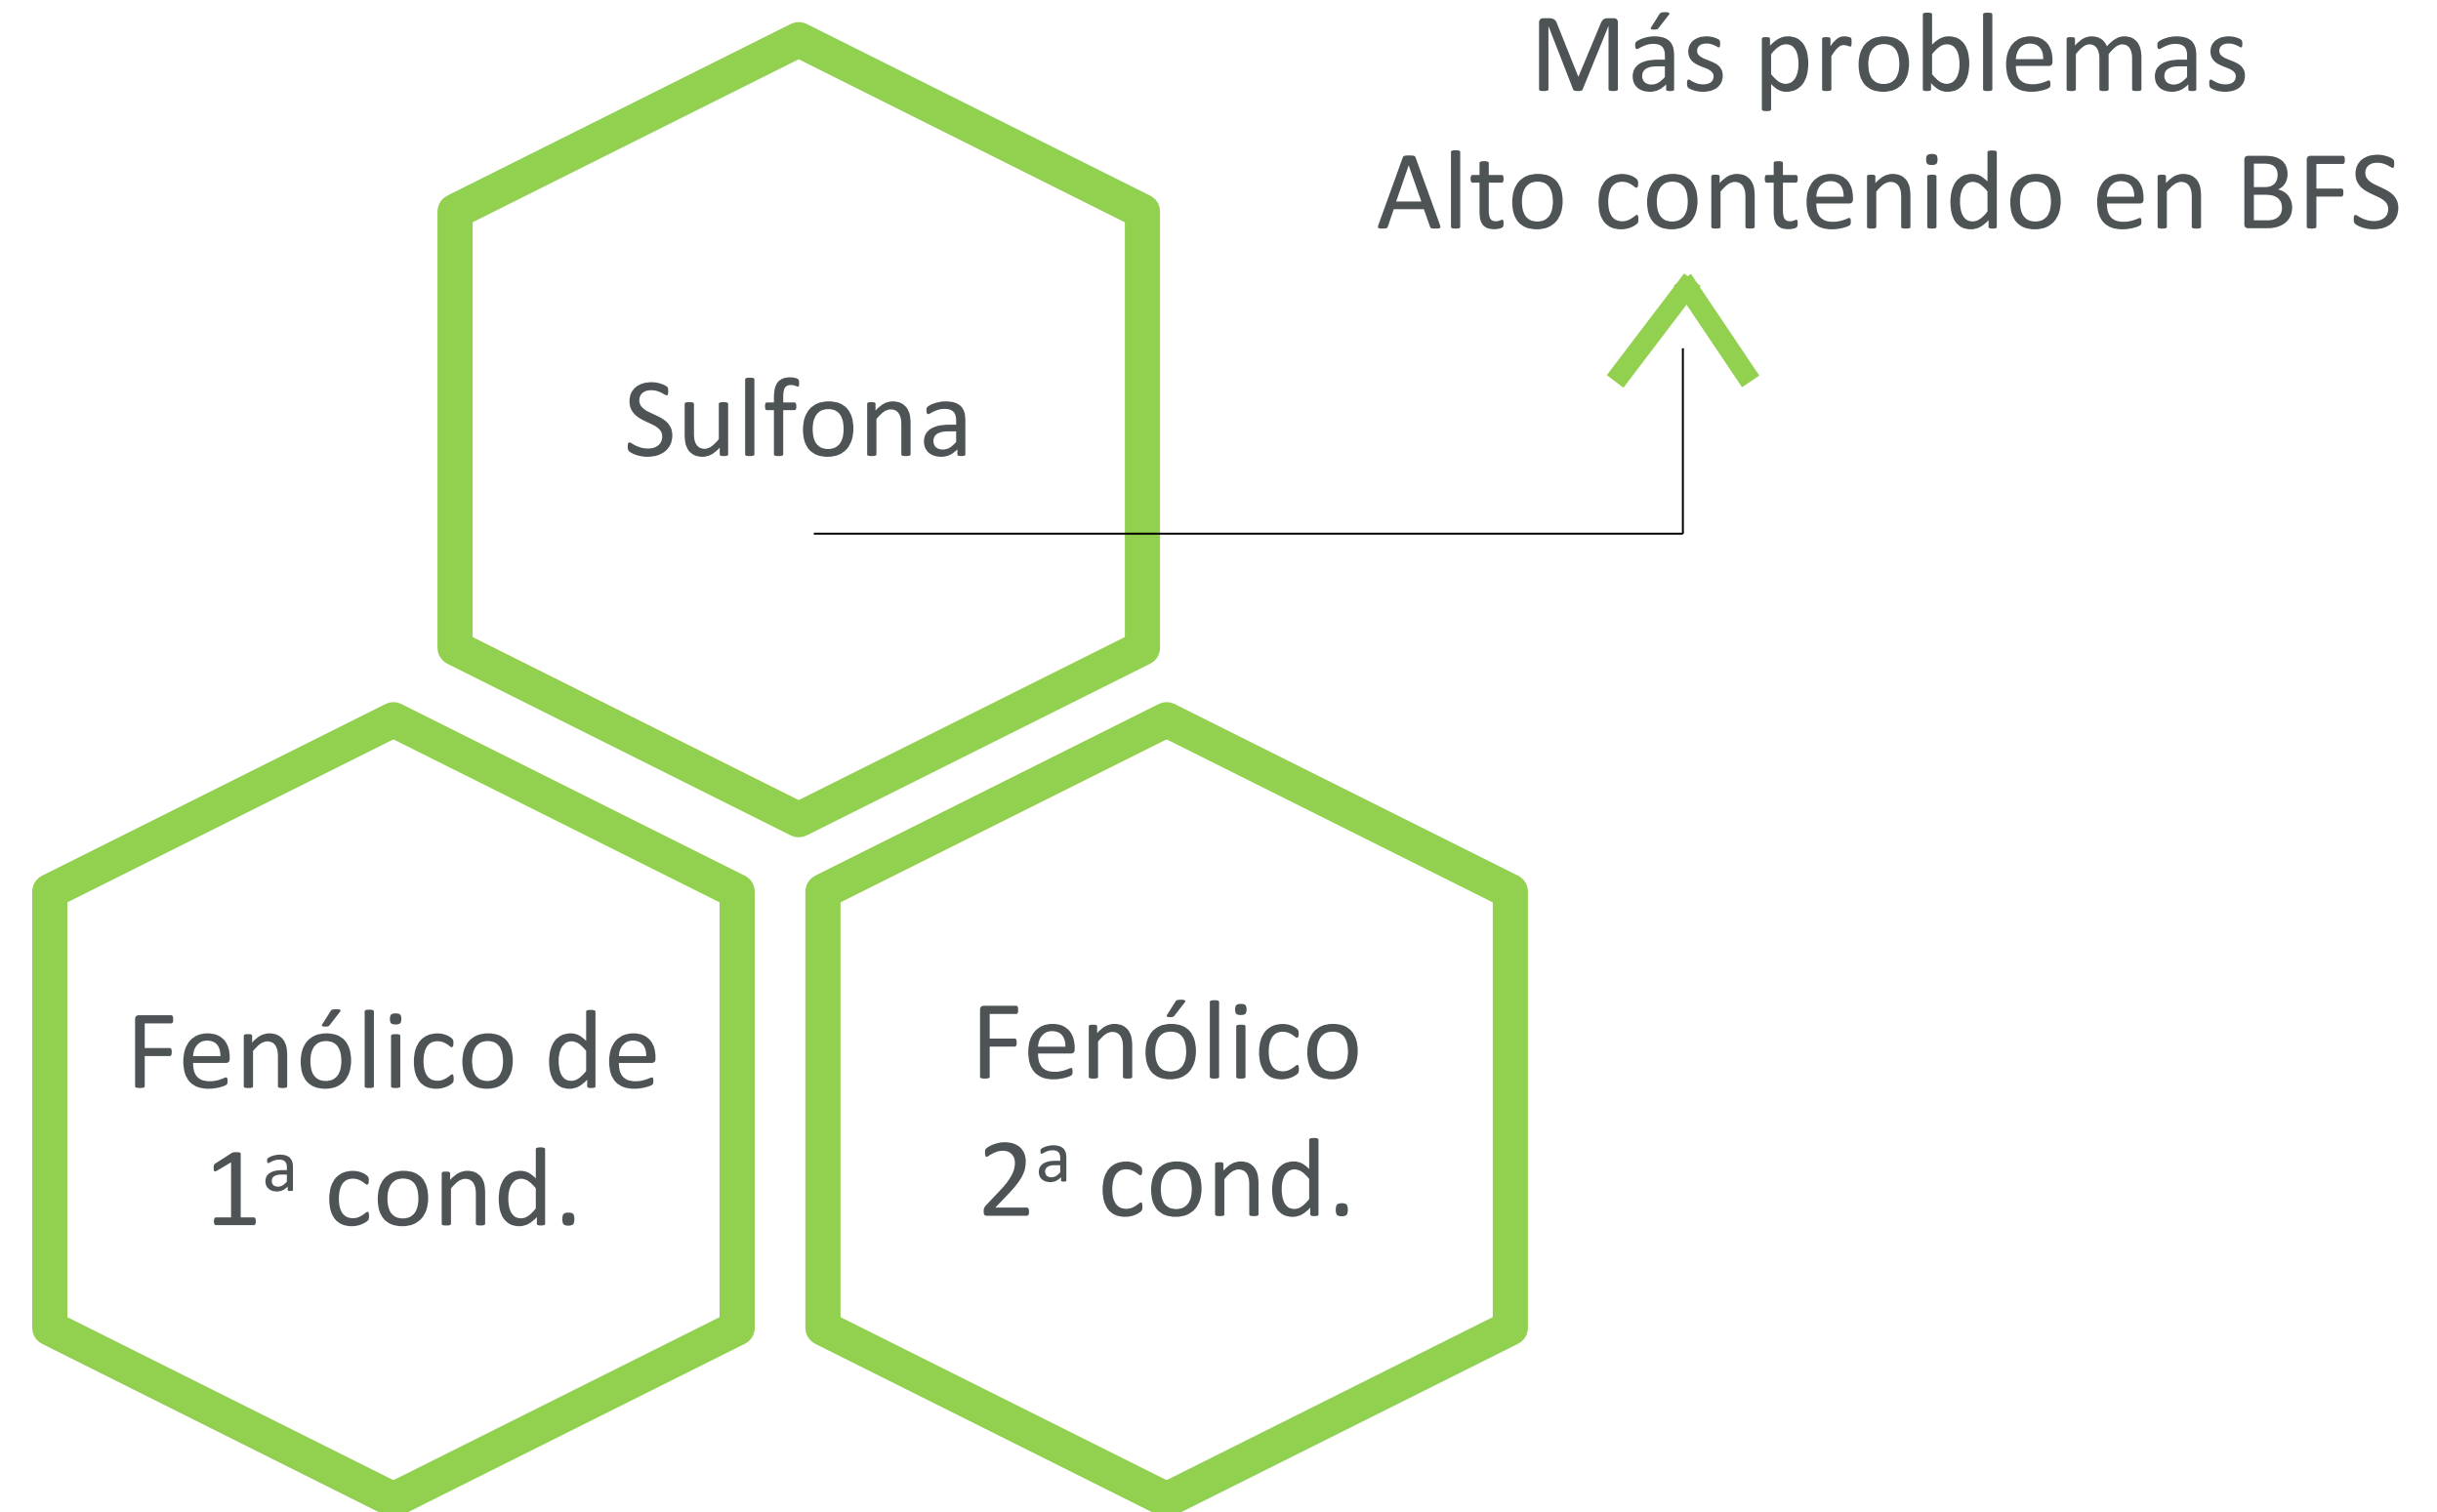 Más problemas
Alto contenido en BFS
Sulfona
Fenólico de
1ª cond.
Fenólico
2ª cond.